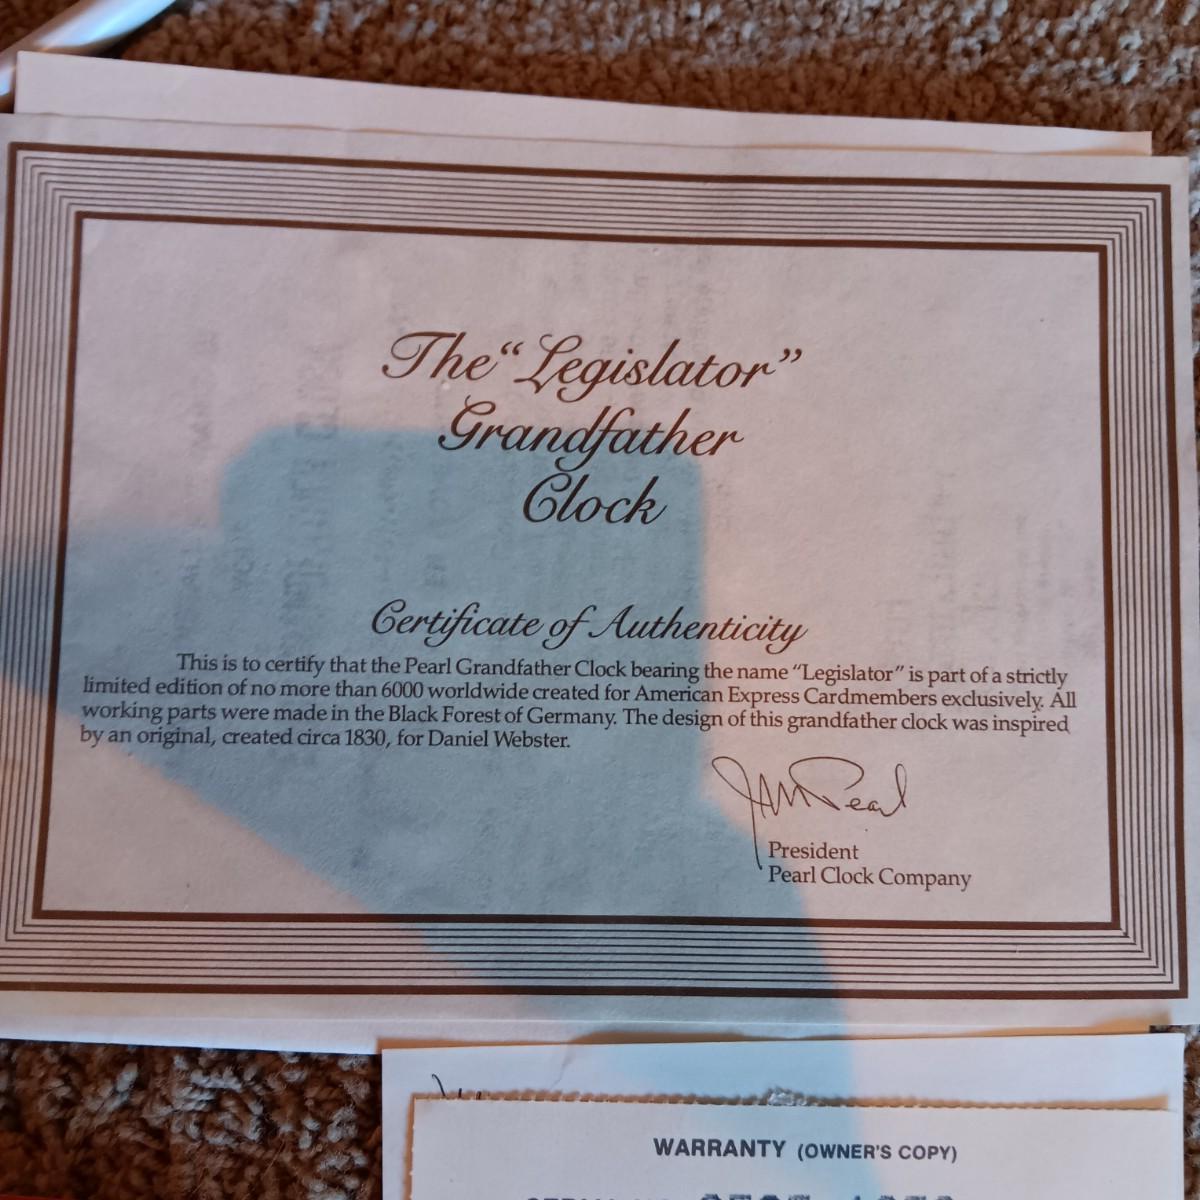 The “Legislator”
Grandfather
Clock
Certificate of Authenticity
This is to certify that the Pearl Grandfather Clock bearing the name “Legislator” is part of a strictly
limited edition of no more than 6000 worldwide created for American Express Cardmembers exclusively. All
working parts were made in the Black Forest of Germany. The design of this grandfather clock was inspired
by an original, created circa 1830, for Daniel Webster.
President
Pearl Clock Company
WARRANTY (OWNER'S COPY)